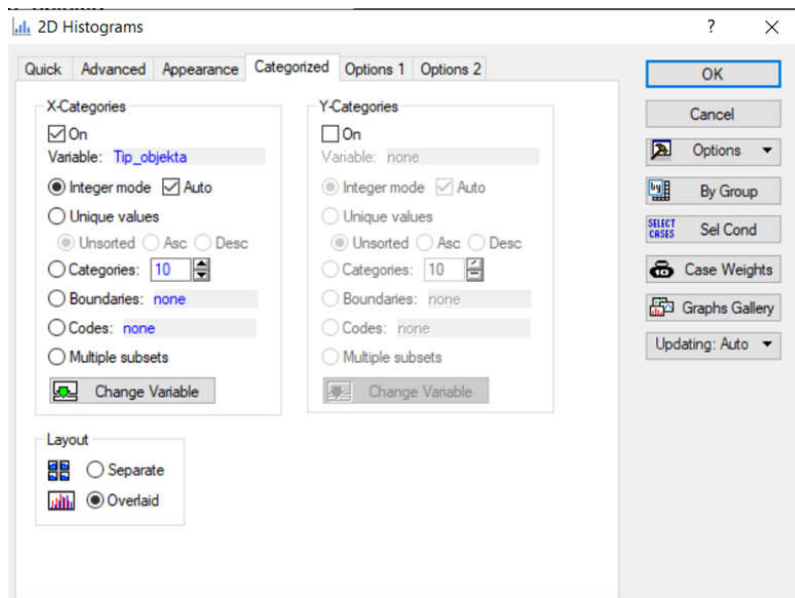 2D Histograms
?
Quick Advanced Appearance Categorized Options 1 Options 2
X-Categories
On
Variable: Tip_objekta
Integer mode Auto
Unique values
Unsorted Asc Desc
Categories: 10
Boundaries: none
Codes: none
Multiple subsets
Change Variable
Y-Categories
On
Variable: none
Integer mode Auto
Unique values
Unsorted Asc Desc
Categories: 10
Boundaries: none
Codes: none
Multiple subsets
Change Variable
Layout
Separate
Overlaid
OK
Cancel
Options
By Group
SELECT
CASES
Sel Cond
Case Weights
Graphs Gallery
Updating: Auto